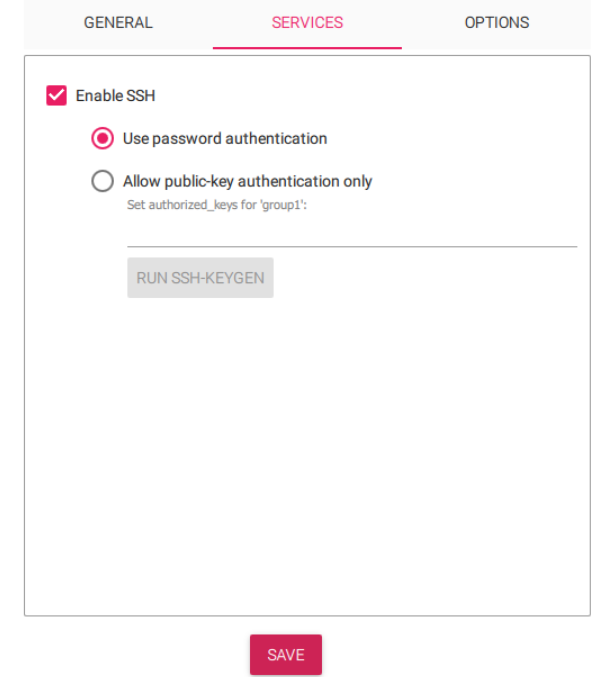 GENERAL SERVICES OPTIONS
Enable SSH
Use password authentication
Allow public-key authentication only
Set authorized_keys for 'group1':
RUN SSH-KEYGEN
SAVE